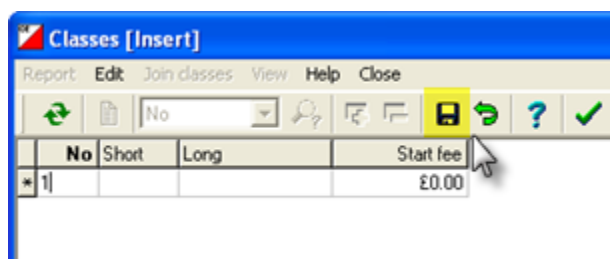 Classes [Insert]
Report Edit Join classes View Help Close
No
No Short Long Start fee
* 1 £0.00